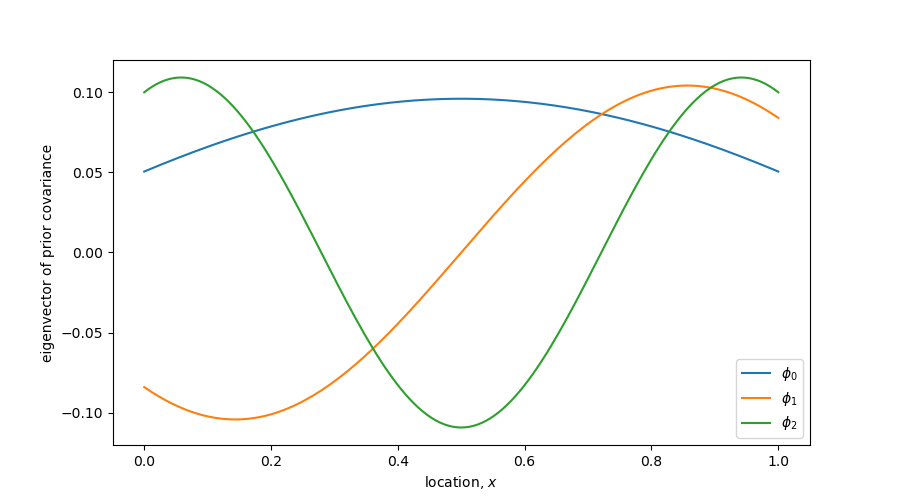 eigenvector of prior covariance
0.10
0.05
0.00
−0.05
−0.10
0.0 0.2 0.4 0.6 0.8 1.0
location, x
ϕ₀
ϕ₁
ϕ₂